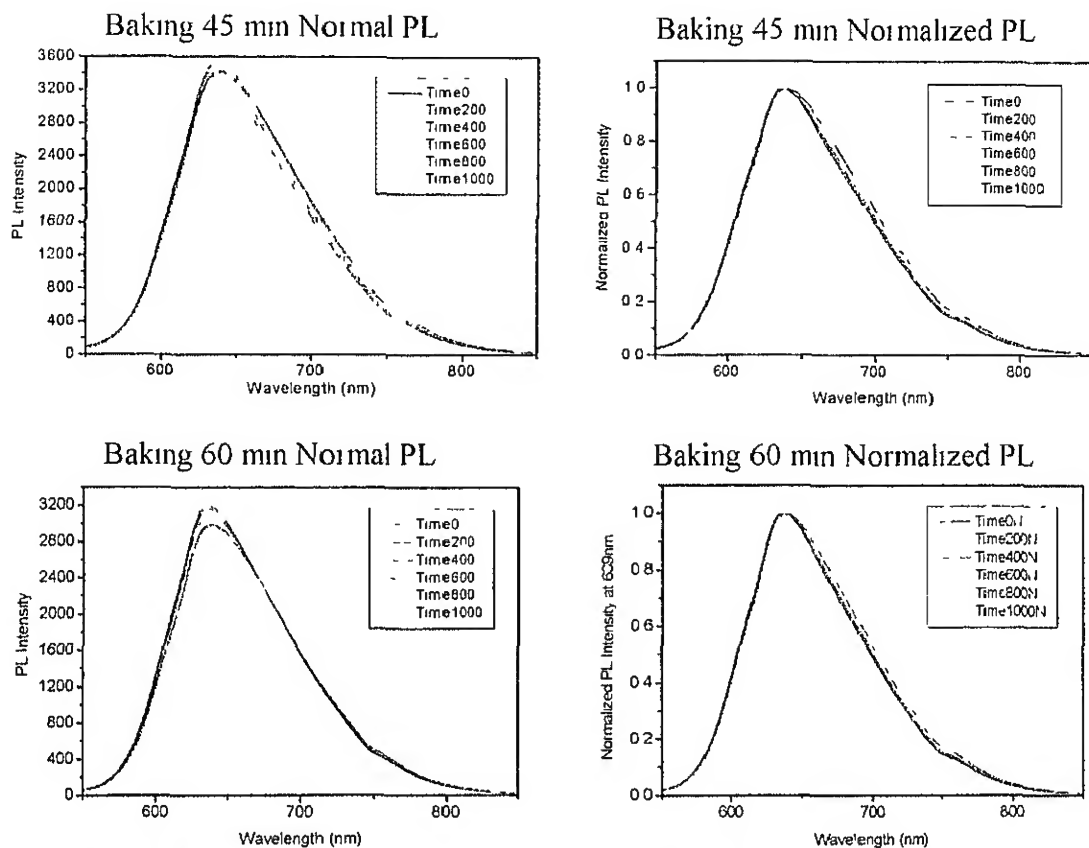 Baking 45 min Normal PL
3600
3200
2800
2400
2000
1600
1200
800
400
0
PL Intensity
600
700
800
Wavelength (nm)
Time0
Time200
Time400
Time600
Time800
Time1000
Baking 45 min Normalized PL
1.0
0.8
0.6
0.4
0.2
0.0
Normalized PL Intensity
600
700
800
Wavelength (nm)
Time0
Time200
Time400
Time600
Time800
Time1000
Baking 60 min Normal PL
3200
2800
2400
2000
1600
1200
800
400
0
PL Intensity
600
700
800
Wavelength (nm)
Time0
Time200
Time400
Time600
Time800
Time1000
Baking 60 min Normalized PL
1.0
0.8
0.6
0.4
0.2
0.0
Normalized PL Intensity at 639nm
600
700
800
Wavelength (nm)
Time0N
Time200N
Time400N
Time600N
Time800N
Time1000N